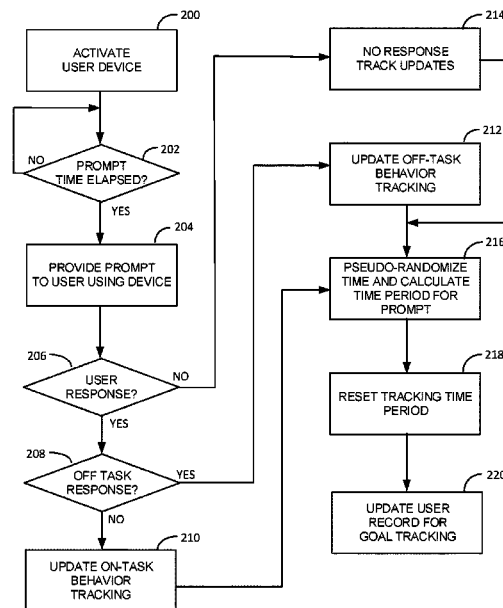 200
ACTIVATE
USER DEVICE
NO
202
PROMPT
TIME ELAPSED?
YES
204
PROVIDE PROMPT
TO USER USING DEVICE
206
USER
RESPONSE?
NO
YES
208
OFF TASK
RESPONSE?
YES
NO
210
UPDATE ON-TASK
BEHAVIOR
TRACKING
214
NO RESPONSE
TRACK UPDATES
212
UPDATE OFF-TASK
BEHAVIOR
TRACKING
216
PSEUDO-RANDOMIZE
TIME AND CALCULATE
TIME PERIOD FOR
PROMPT
218
RESET TRACKING TIME
PERIOD
220
UPDATE USER
RECORD FOR
GOAL TRACKING